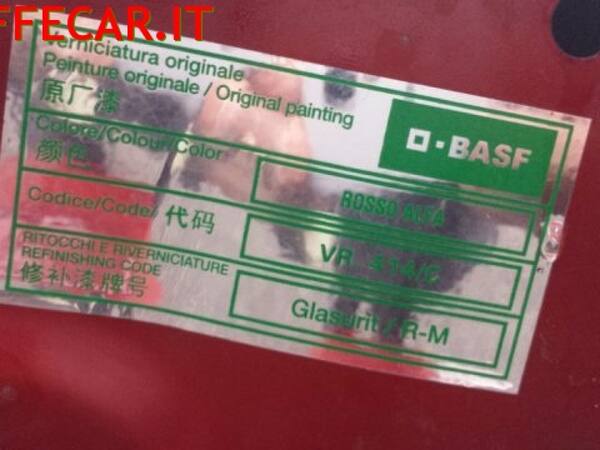 FFECAR.IT
Verniciatura originale
Peinture originale / Original painting
原厂漆
BASF
Colore/Colour/Color
颜色
ROSSO ALFA
Codice/Code/代码
VR 414/C
RITOCCHI E RIVERNICIATURE
REFINISHING CODE
修补漆牌号
Glasurit / R-M